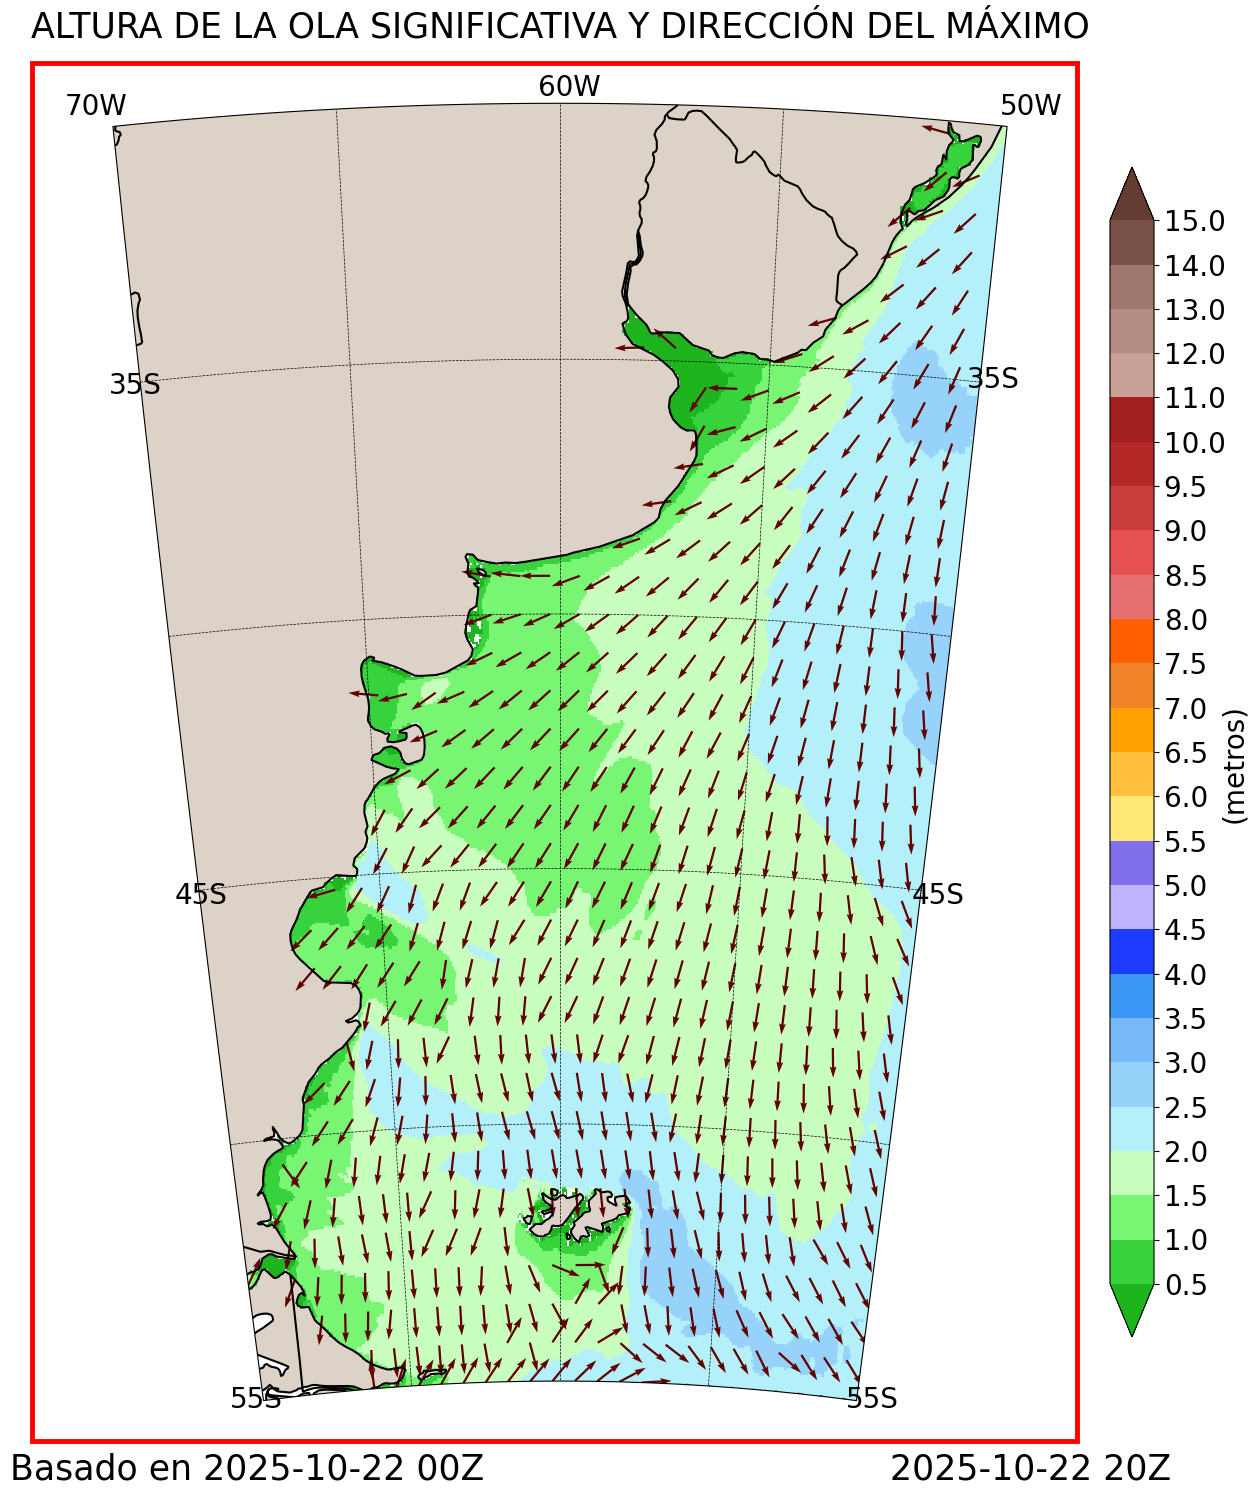 ALTURA DE LA OLA SIGNIFICATIVA Y DIRECCIÓN DEL MÁXIMO
70W
60W
50W
35S
35S
45S
45S
55S
55S
15.0
14.0
13.0
12.0
11.0
10.0
9.5
9.0
8.5
8.0
7.5
7.0
6.5
6.0
5.5
5.0
4.5
4.0
3.5
3.0
2.5
2.0
1.5
1.0
0.5
(metros)
Basado en 2025-10-22 00Z
2025-10-22 20Z